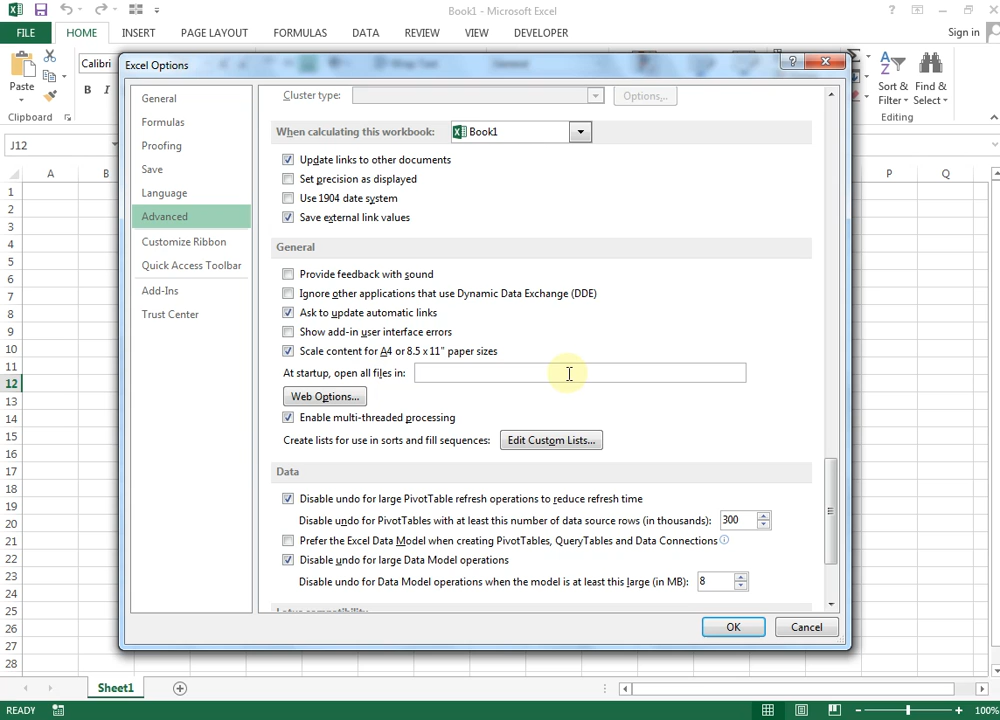 Book1 - Microsoft Excel
FILE HOME INSERT PAGE LAYOUT FORMULAS DATA REVIEW VIEW DEVELOPER Sign in
Paste
Clipboard
Calibri
B I
Sort & Filter
Find & Select
Editing
J12
A B P Q
1
2
3
4
5
6
7
8
9
10
11
12
13
14
15
16
17
18
19
20
21
22
23
24
25
26
27
28
Excel Options
General
Formulas
Proofing
Save
Language
Advanced
Customize Ribbon
Quick Access Toolbar
Add-Ins
Trust Center
Cluster type: Options...
When calculating this workbook: Book1
Update links to other documents
Set precision as displayed
Use 1904 date system
Save external link values
General
Provide feedback with sound
Ignore other applications that use Dynamic Data Exchange (DDE)
Ask to update automatic links
Show add-in user interface errors
Scale content for A4 or 8.5 x 11" paper sizes
At startup, open all files in:
Web Options...
Enable multi-threaded processing
Create lists for use in sorts and fill sequences: Edit Custom Lists...
Data
Disable undo for large PivotTable refresh operations to reduce refresh time
Disable undo for PivotTables with at least this number of data source rows (in thousands): 300
Prefer the Excel Data Model when creating PivotTables, QueryTables and Data Connections
Disable undo for large Data Model operations
Disable undo for Data Model operations when the model is at least this large (in MB): 8
Lotus compatibility
OK Cancel
Sheet1
READY 100%